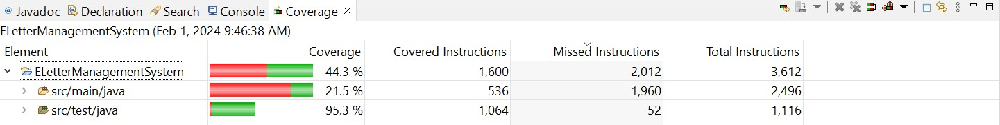 @ Javadoc Declaration Search Console Coverage
ELetterManagementSystem (Feb 1, 2024 9:46:38 AM)
Element Coverage Covered Instructions Missed Instructions Total Instructions
ELetterManagementSystem 44.3 % 1,600 2,012 3,612
src/main/java 21.5 % 536 1,960 2,496
src/test/java 95.3 % 1,064 52 1,116